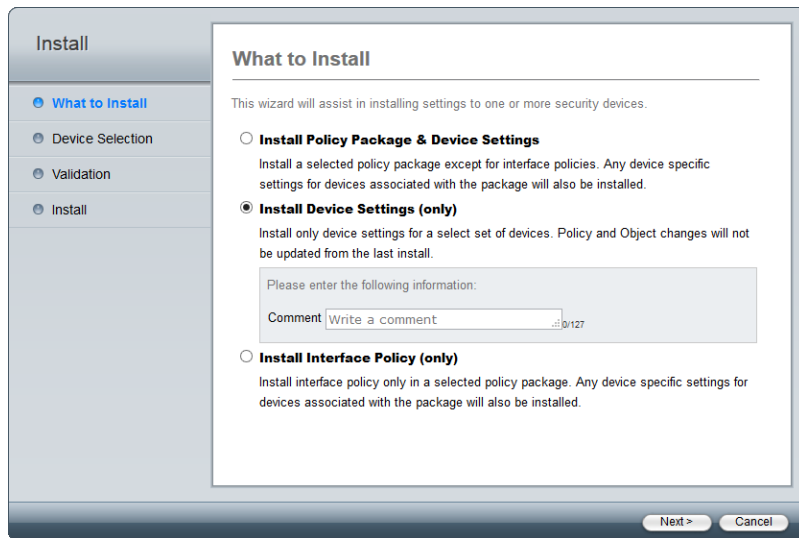 Install
What to Install
Device Selection
Validation
Install
What to Install
This wizard will assist in installing settings to one or more security devices.
Install Policy Package & Device Settings
Install a selected policy package except for interface policies. Any device specific
settings for devices associated with the package will also be installed.
Install Device Settings (only)
Install only device settings for a select set of devices. Policy and Object changes will not
be updated from the last install.
Please enter the following information:
Comment Write a comment 0/127
Install Interface Policy (only)
Install interface policy only in a selected policy package. Any device specific settings for
devices associated with the package will also be installed.
Next > Cancel